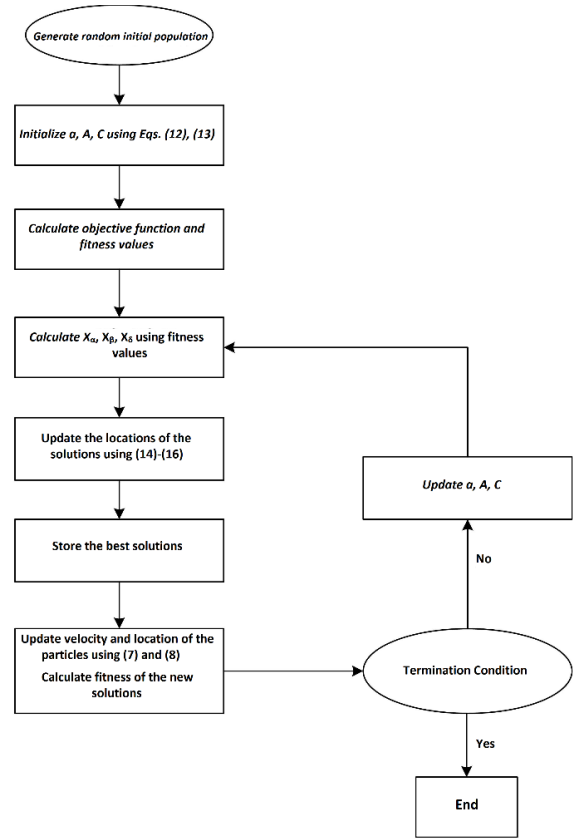 Generate random initial population
Initialize a, A, C using Eqs. (12), (13)
Calculate objective function and
fitness values
Calculate Xα, Xβ, Xδ using fitness
values
Update the locations of the
solutions using (14)-(16)
Store the best solutions
Update velocity and location of the
particles using (7) and (8)
Calculate fitness of the new
solutions
Termination Condition
No
Update a, A, C
Yes
End